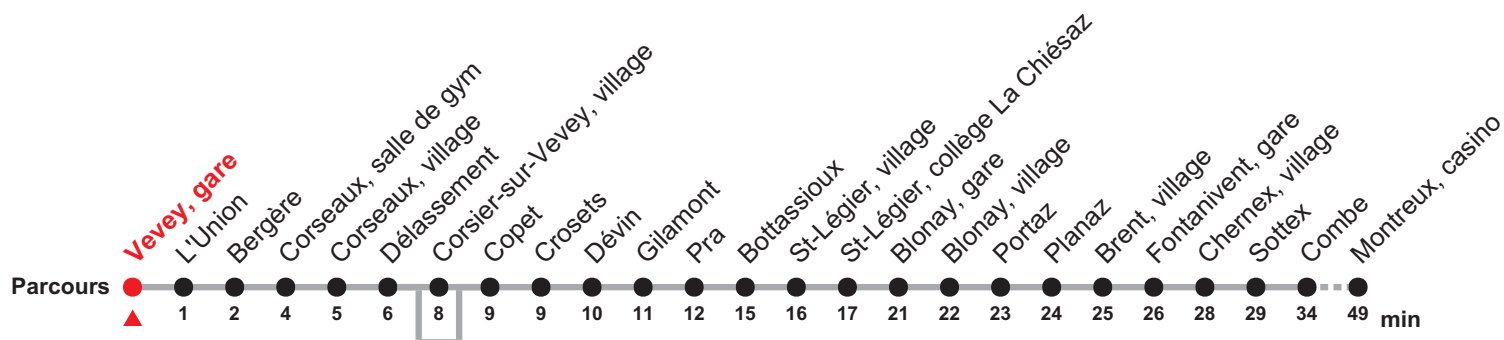 Vevey, gare
L'Union
Bergère
Corseaux, salle de gym
Corseaux, village
Délassement
Corsier-sur-Vevey, village
Copet
Crosets
Dévin
Gilamont
Pra
Bottassioux
St-Légier, village
St-Légier, collège La Chiésaz
Blonay, gare
Blonay, village
Portaz
Planaz
Brent, village
Fontanivent, gare
Chernex, village
Sottex
Combe
Montreux, casino
Parcours
1 2 4 5 6 8 9 9 10 11 12 15 16 17 21 22 23 24 25 26 28 29 34 49 min